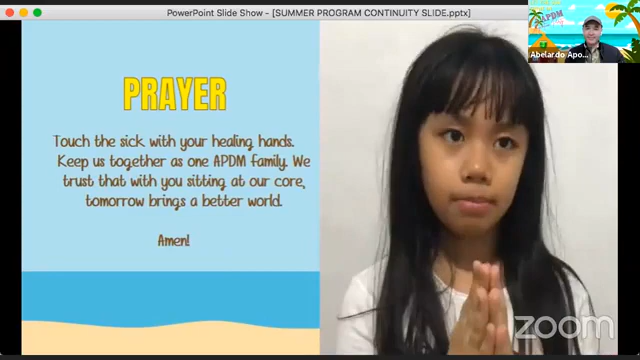 PowerPoint Slide Show - [SUMMER PROGRAM CONTINUITY SLIDE.pptx]
APDM
Abelardo Apo...
PRAYER
Touch the sick with your healing hands.
Keep us together as one APDM family. We
trust that with you sitting at our core,
tomorrow brings a better world.
Amen!
zoom